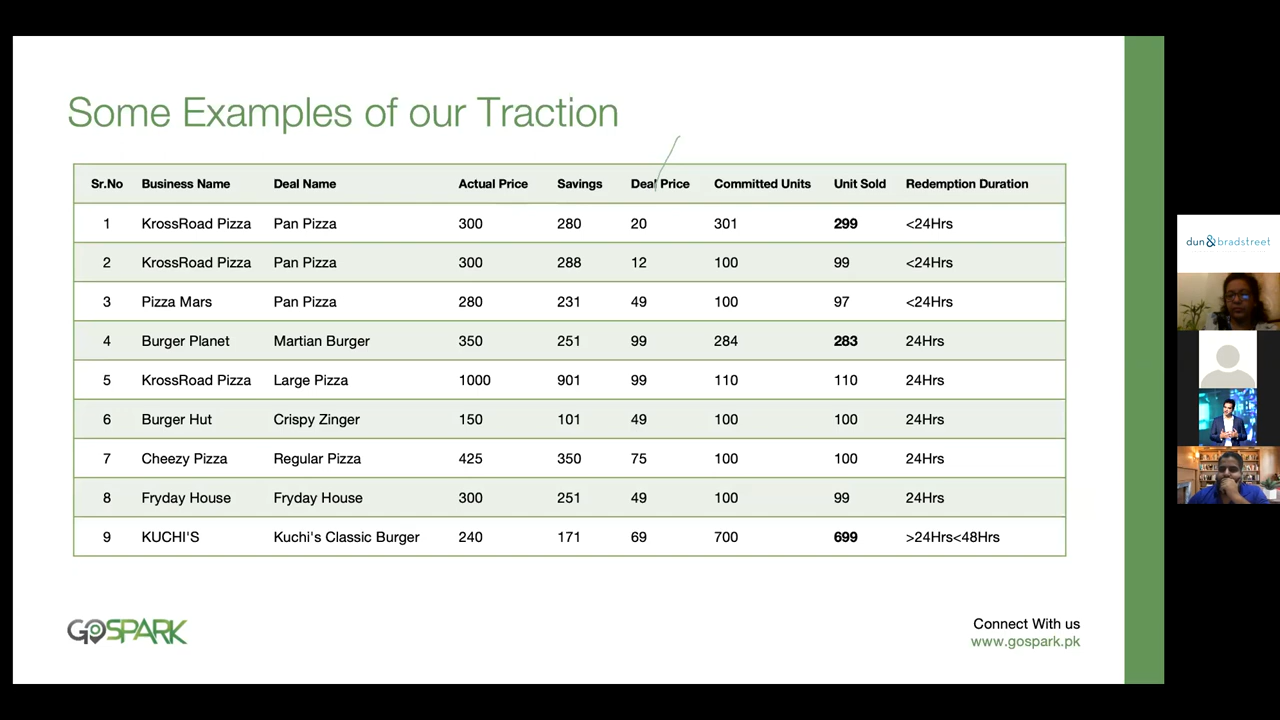 Some Examples of our Traction
Sr.No Business Name Deal Name Actual Price Savings Deal Price Committed Units Unit Sold Redemption Duration
1 KrossRoad Pizza Pan Pizza 300 280 20 301 299 <24Hrs
2 KrossRoad Pizza Pan Pizza 300 288 12 100 99 <24Hrs
3 Pizza Mars Pan Pizza 280 231 49 100 97 <24Hrs
4 Burger Planet Martian Burger 350 251 99 284 283 24Hrs
5 KrossRoad Pizza Large Pizza 1000 901 99 110 110 24Hrs
6 Burger Hut Crispy Zinger 150 101 49 100 100 24Hrs
7 Cheezy Pizza Regular Pizza 425 350 75 100 100 24Hrs
8 Fryday House Fryday House 300 251 49 100 99 24Hrs
9 KUCHI'S Kuchi's Classic Burger 240 171 69 700 699 >24Hrs<48Hrs
GOSPARK
Connect With us
www.gospark.pk
dun&bradstreet